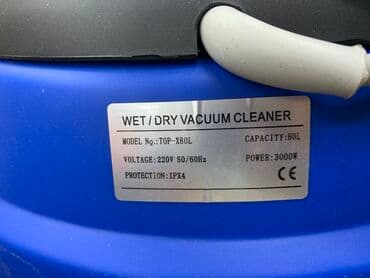 WET / DRY VACUUM CLEANER
MODEL No.:TOP-X80L CAPACITY:80L
VOLTAGE:220V 50/60Hz POWER:3000W
PROTECTION:IPX4 CE